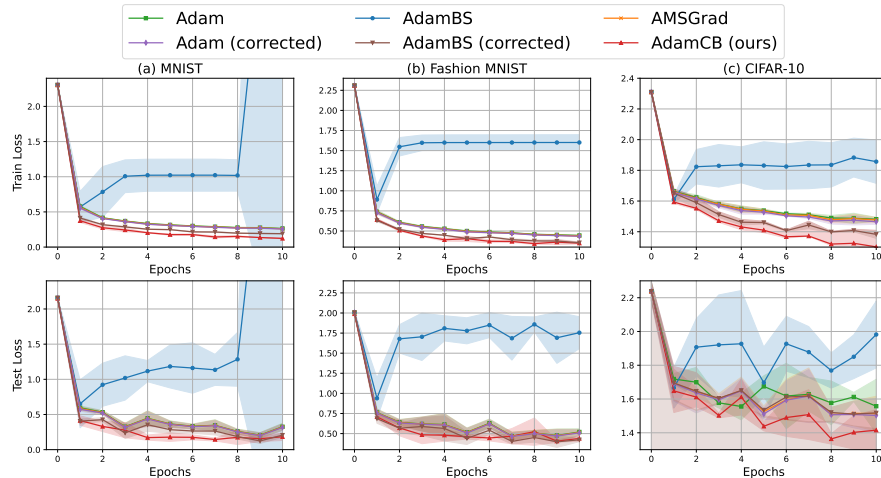 Adam AdamBS AMSGrad
Adam (corrected) AdamBS (corrected) AdamCB (ours)
(a) MNIST (b) Fashion MNIST (c) CIFAR-10
Train Loss
2.0
1.5
1.0
0.5
0.0
0 2 4 6 8 10
Epochs
2.25
2.00
1.75
1.50
1.25
1.00
0.75
0.50
0 2 4 6 8 10
Epochs
2.4
2.2
2.0
1.8
1.6
1.4
0 2 4 6 8 10
Epochs
Test Loss
2.0
1.5
1.0
0.5
0.0
0 2 4 6 8 10
Epochs
2.25
2.00
1.75
1.50
1.25
1.00
0.75
0.50
0 2 4 6 8 10
Epochs
2.2
2.0
1.8
1.6
1.4
0 2 4 6 8 10
Epochs